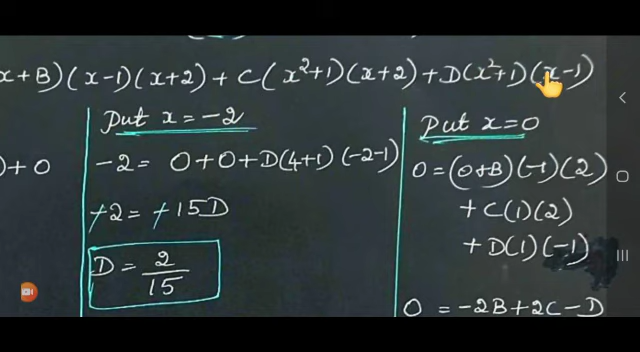 x+B)(x-1)(x+2) + C(x²+1)(x+2) + D(x²+1)(x-1)
)+0
Put x = -2
-2 = 0+0+D(4+1)(-2-1)
-2 = -15D
D = 2/15
Put x=0
0 = (0+B)(-1)(2)
+ C(1)(2)
+ D(1)(-1)
0 = -2B+2C-D